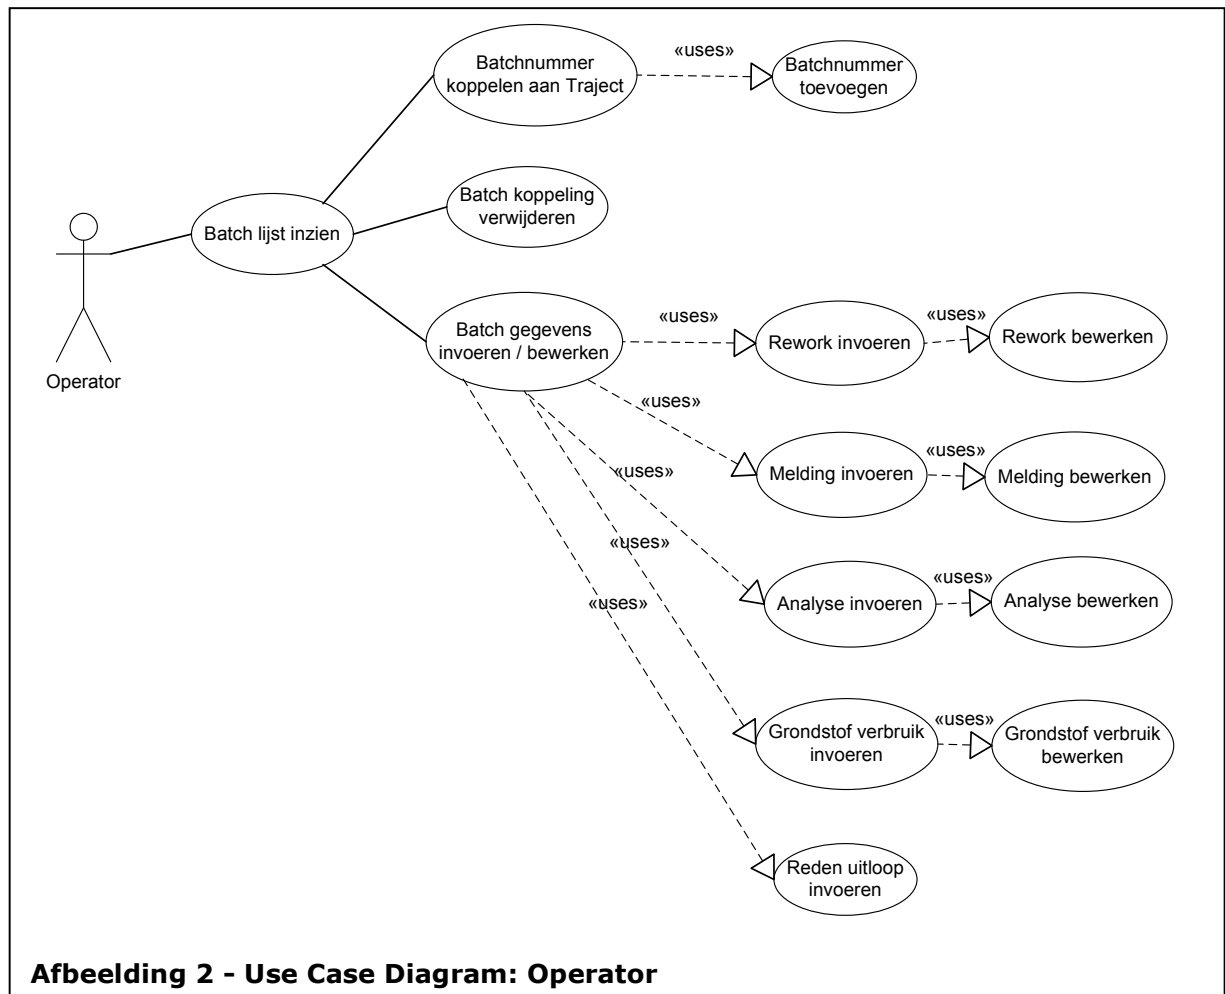 Batchnummer
koppelen aan Traject
«uses»
Batchnummer
toevoegen
Batch koppeling
verwijderen
Batch lijst inzien
Operator
Batch gegevens
invoeren / bewerken
«uses»
Rework invoeren
«uses»
Rework bewerken
«uses»
Melding invoeren
«uses»
Melding bewerken
«uses»
Analyse invoeren
«uses»
Analyse bewerken
«uses»
Grondstof verbruik
invoeren
«uses»
Grondstof verbruik
bewerken
«uses»
Reden uitloop
invoeren
Afbeelding 2 - Use Case Diagram: Operator